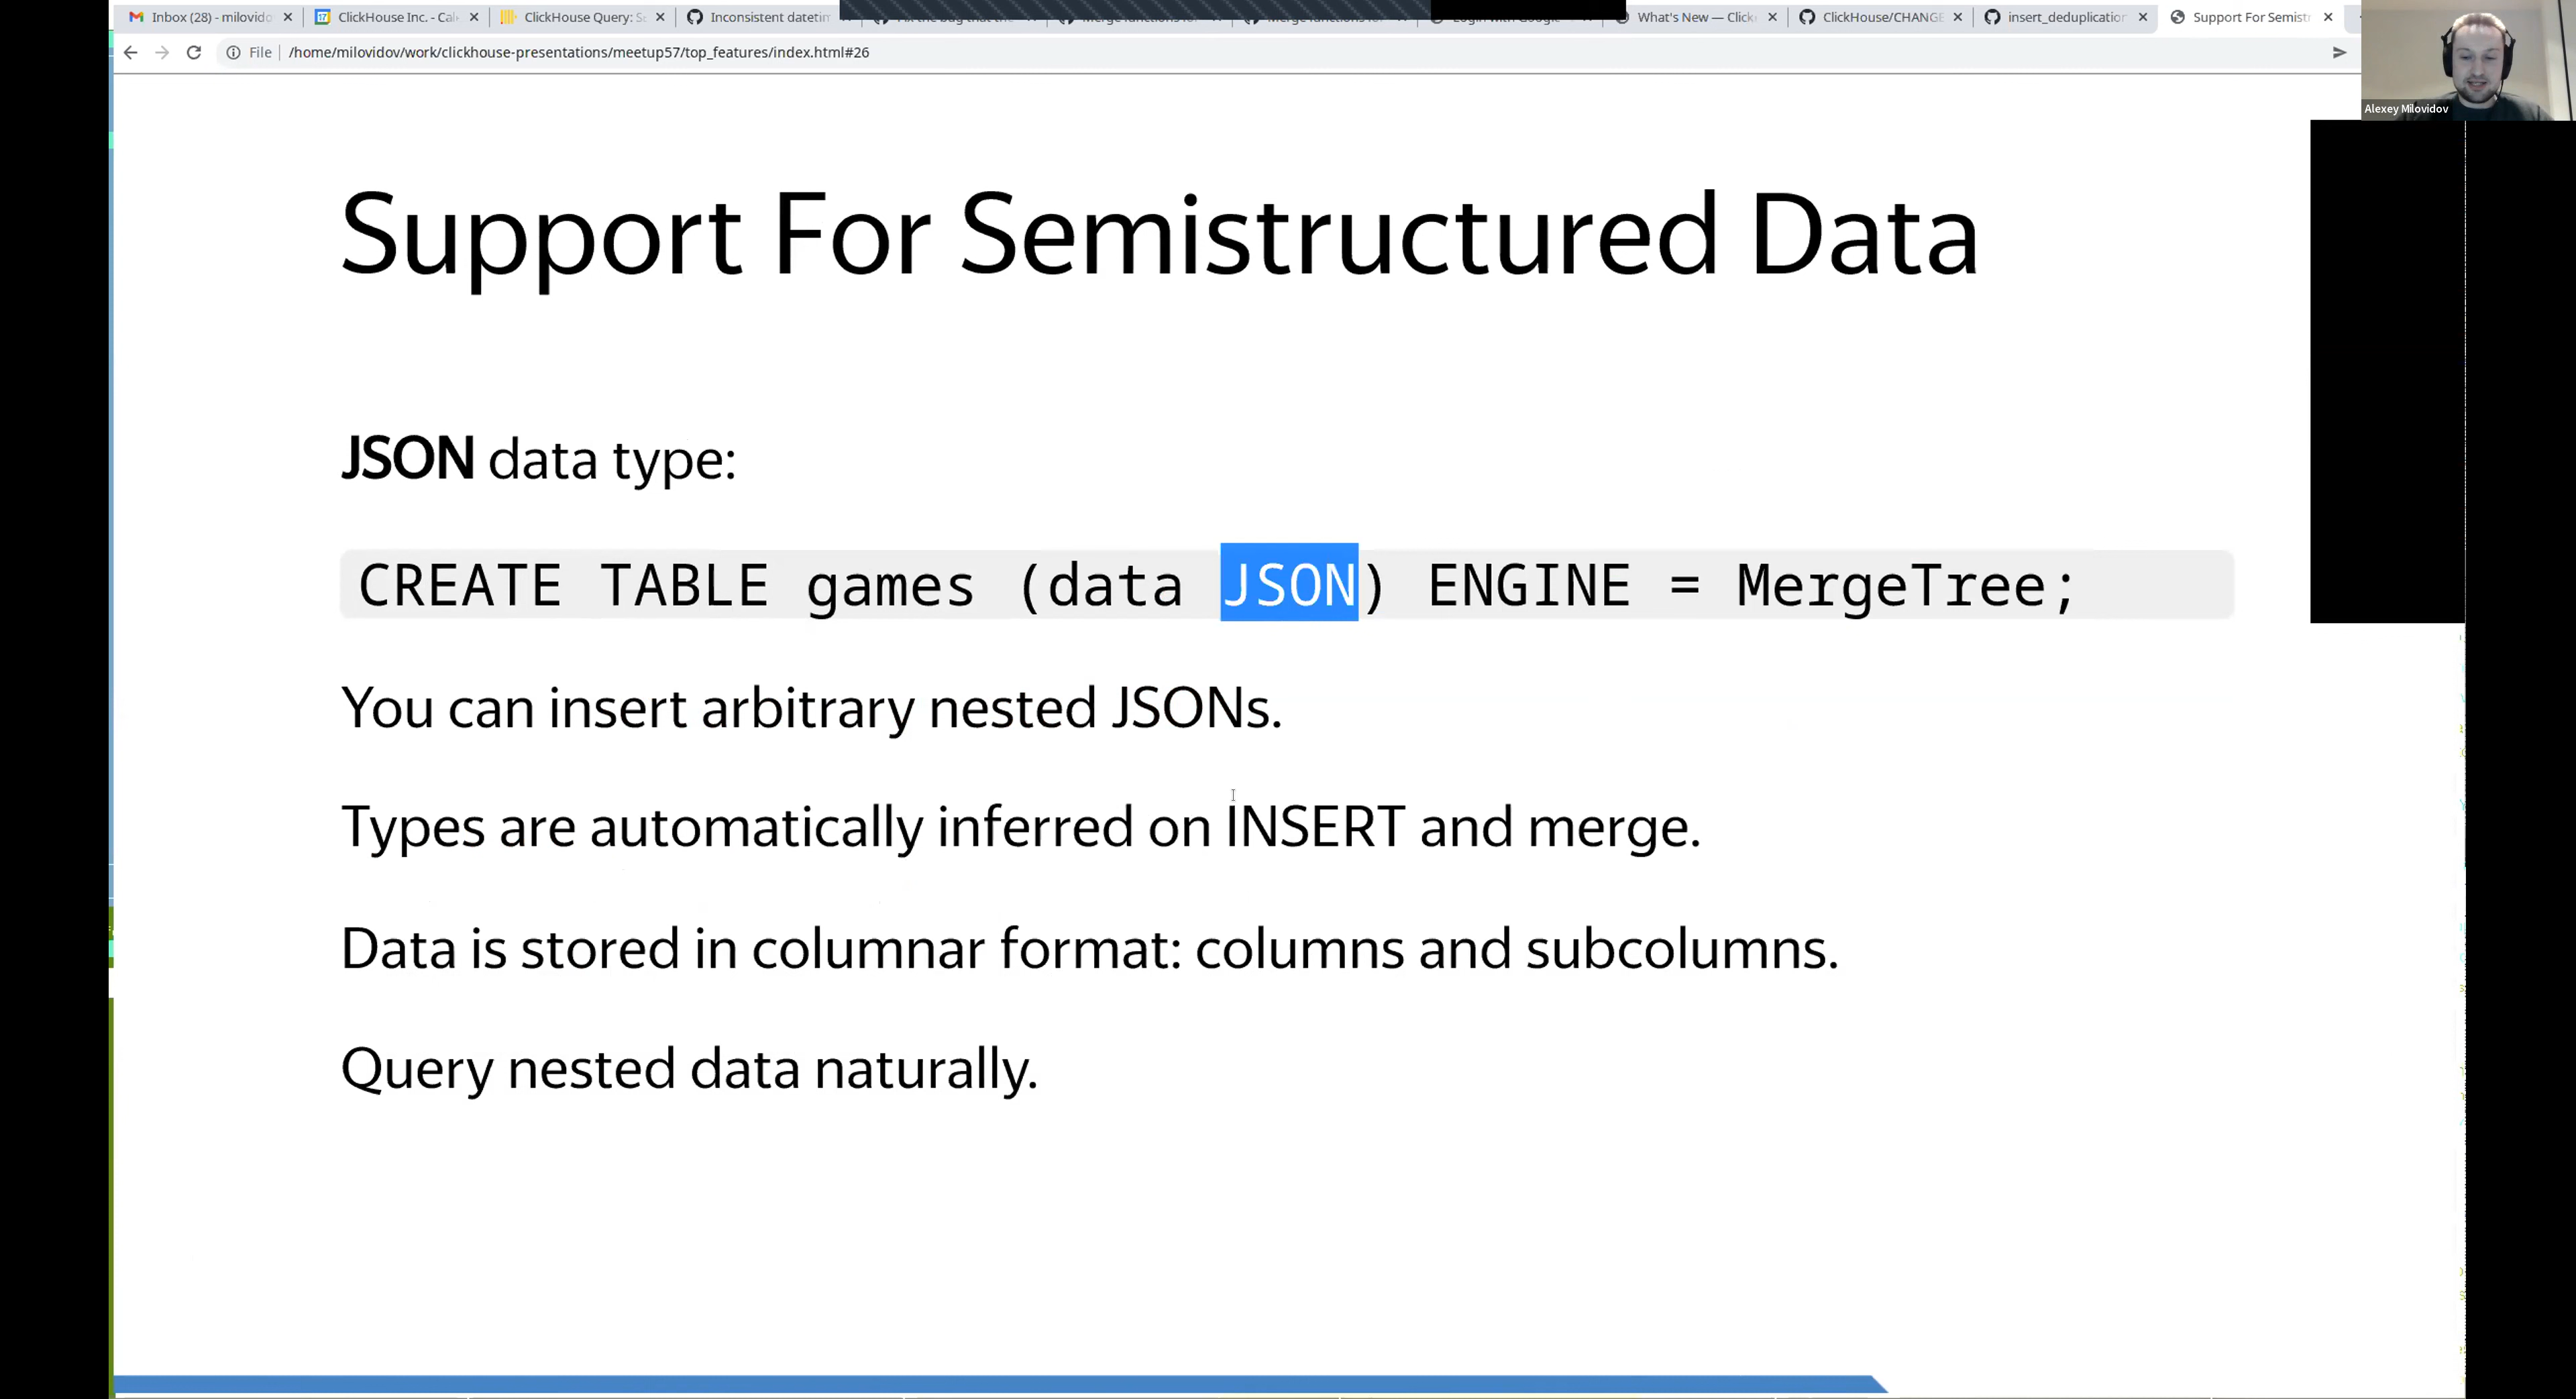 Inbox (28) - milovido
ClickHouse Inc. - Cal
ClickHouse Query: S
Inconsistent datetim
What's New — Click
ClickHouse/CHANGE
insert_deduplication
Support For Semist
File
/home/milovidov/work/clickhouse-presentations/meetup57/top_features/index.html#26
Alexey Milovidov
Support For Semistructured Data
JSON data type:
CREATE TABLE games (data JSON) ENGINE = MergeTree;
You can insert arbitrary nested JSONs.
Types are automatically inferred on INSERT and merge.
Data is stored in columnar format: columns and subcolumns.
Query nested data naturally.